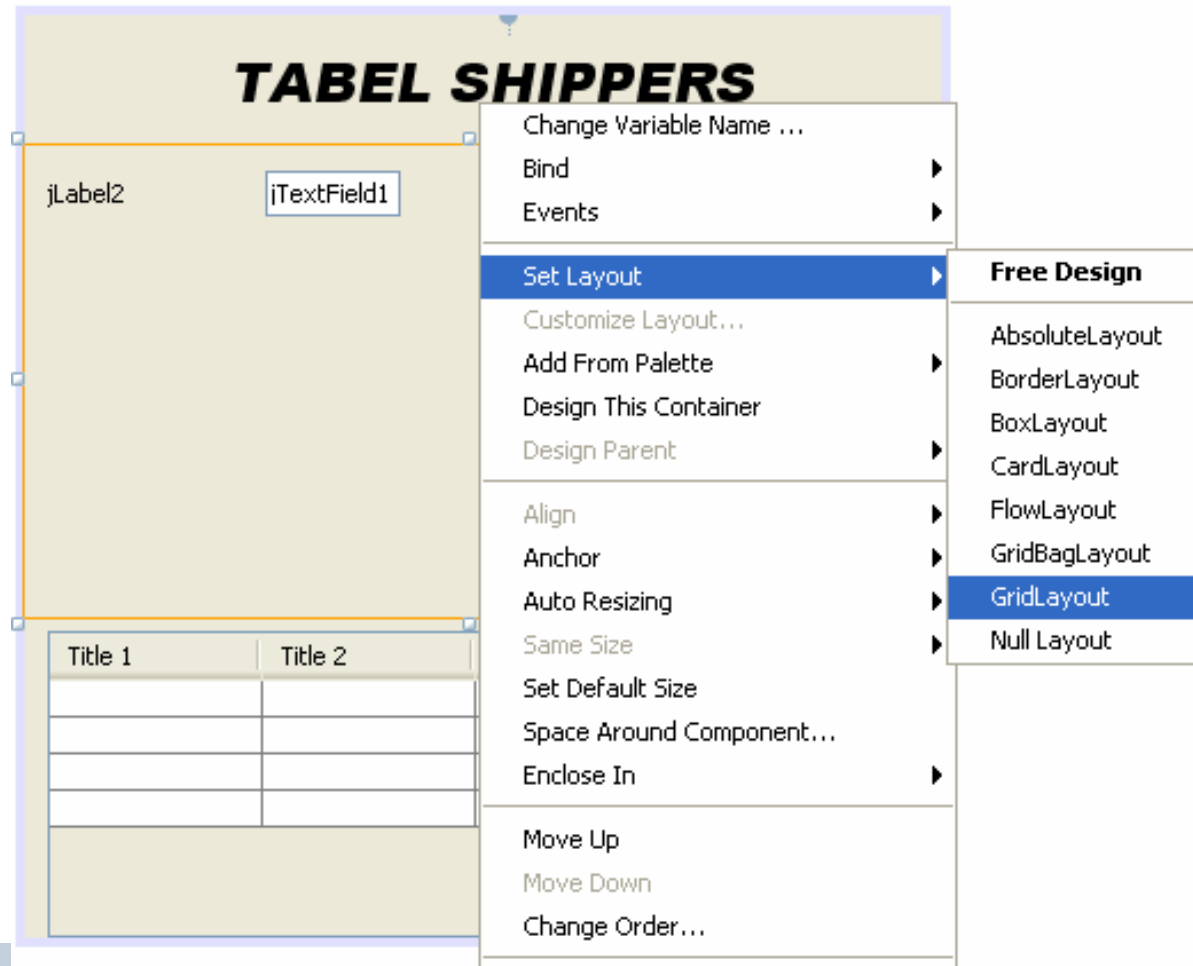 TABEL SHIPPERS
jLabel2
jTextField1
Title 1
Title 2
Change Variable Name ...
Bind
Events
Set Layout
Customize Layout...
Add From Palette
Design This Container
Design Parent
Align
Anchor
Auto Resizing
Same Size
Set Default Size
Space Around Component...
Enclose In
Move Up
Move Down
Change Order...
Free Design
AbsoluteLayout
BorderLayout
BoxLayout
CardLayout
FlowLayout
GridBagLayout
GridLayout
Null Layout